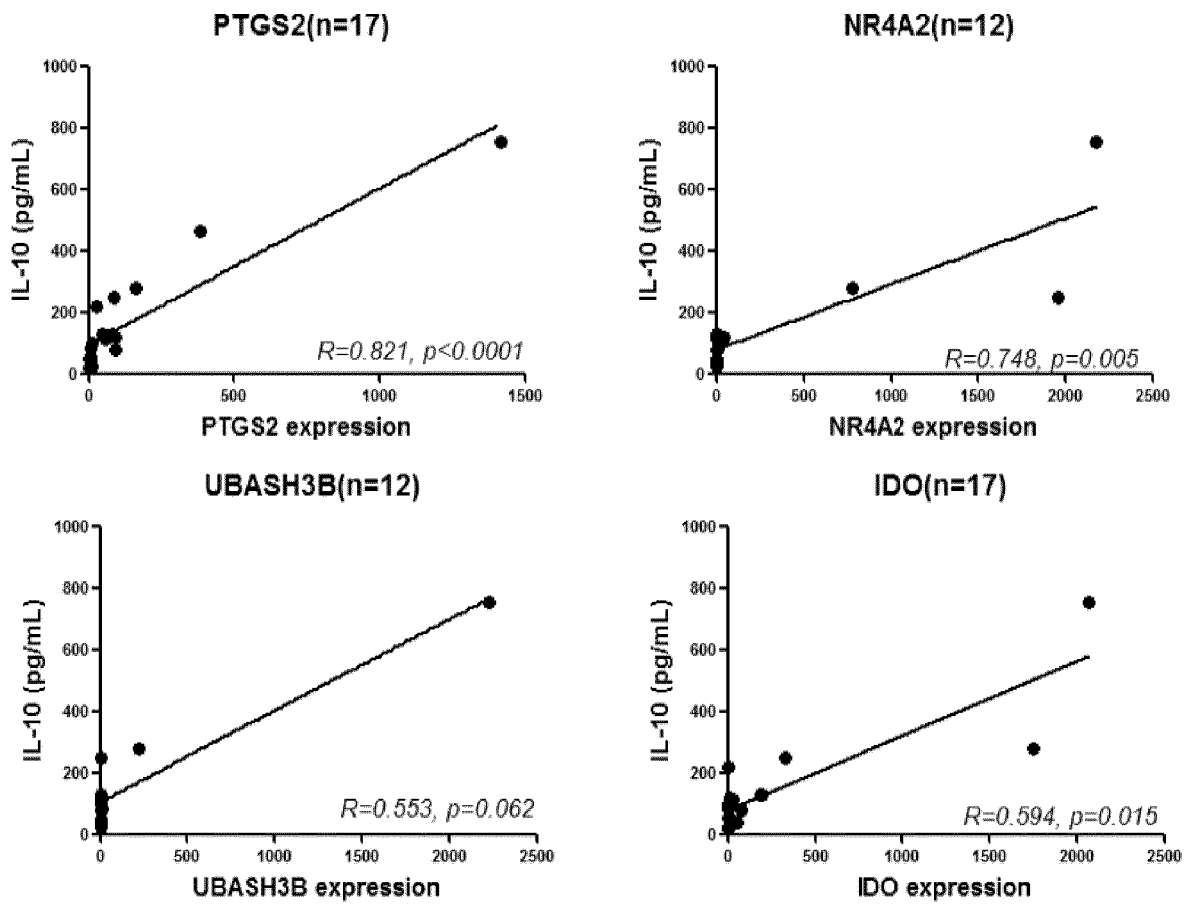 PTGS2(n=17)
1000
800
600
400
200
0
IL-10 (pg/mL)
R=0.821, p<0.0001
0 500 1000 1500
PTGS2 expression
NR4A2(n=12)
1000
800
600
400
200
0
IL-10 (pg/mL)
R=0.748, p=0.005
0 500 1000 1500 2000 2500
NR4A2 expression
UBASH3B(n=12)
1000
800
600
400
200
0
IL-10 (pg/mL)
R=0.553, p=0.062
0 500 1000 1500 2000 2500
UBASH3B expression
IDO(n=17)
1000
800
600
400
200
0
IL-10 (pg/mL)
R=0.594, p=0.015
0 500 1000 1500 2000 2500
IDO expression